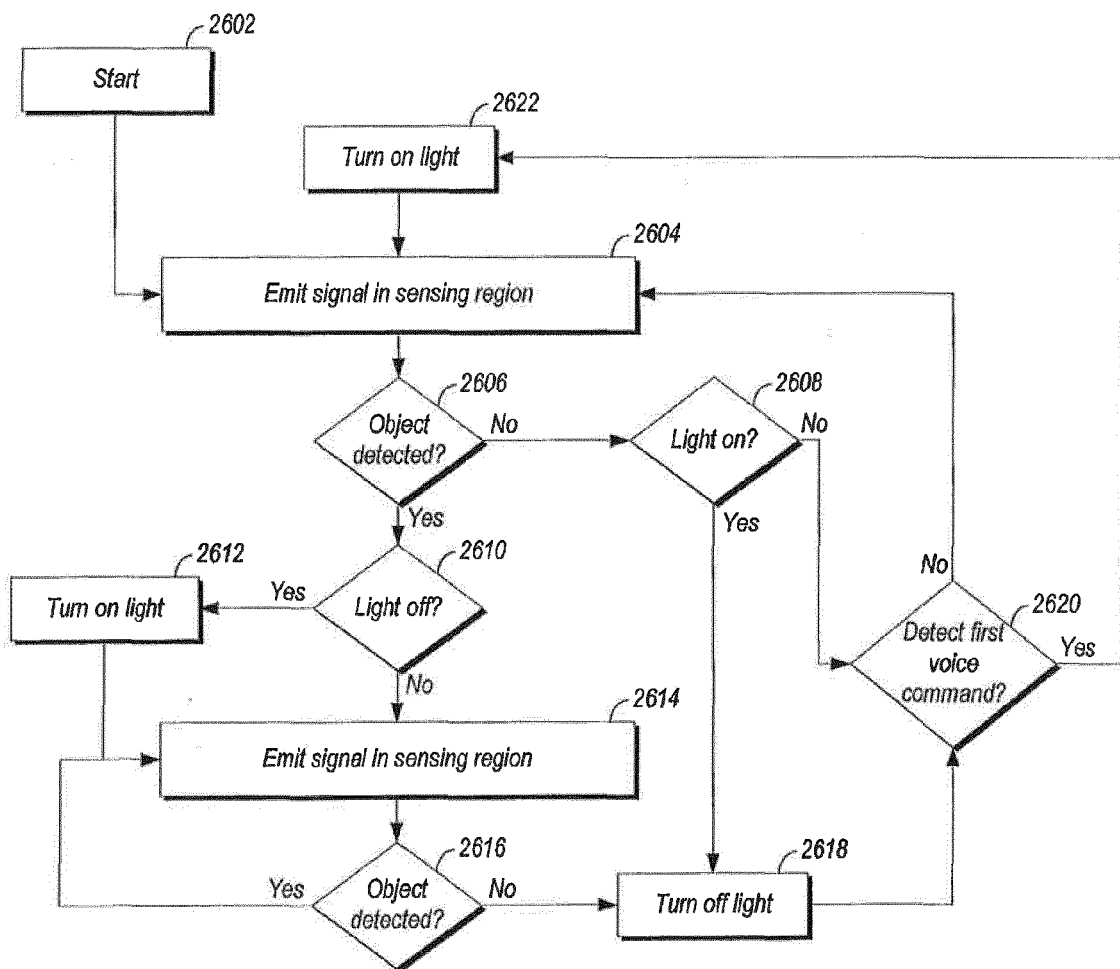 2602
Start
2622
Turn on light
2604
Emit signal in sensing region
2606
Object
detected?
No
Yes
2608
Light on?
No
Yes
2610
Light off?
Yes
No
2612
Turn on light
2614
Emit signal in sensing region
2616
Object
detected?
Yes
No
2618
Turn off light
2620
Detect first
voice
command?
No
Yes